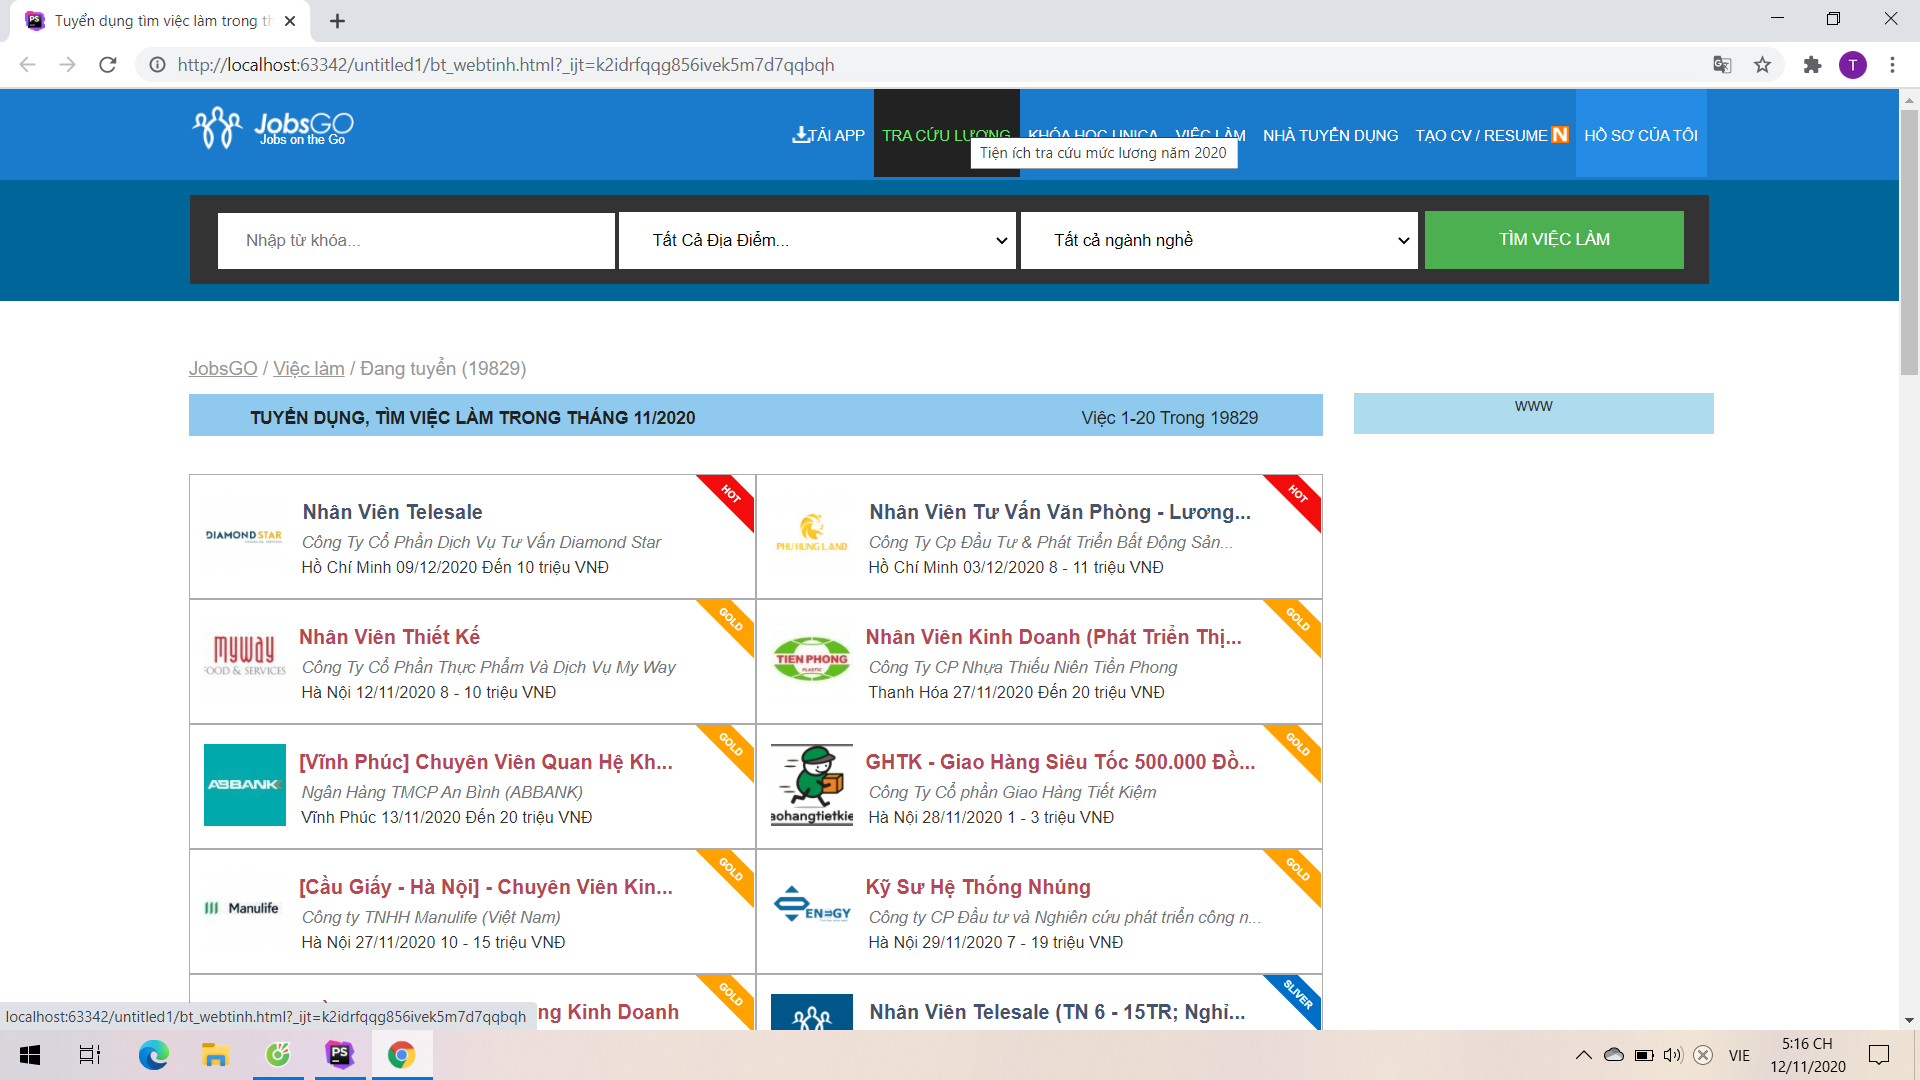 Tuyển dụng tìm việc làm trong th
http://localhost:63342/untitled1/bt_webtinh.html?_ijt=k2idrfqqg856ivek5m7d7qqbqh
T
JobsGO
Jobs on the Go
TẢI APP
TRA CỨU LƯƠNG
KHÓA HỌC UNICA
VIỆC LÀM
NHÀ TUYỂN DỤNG
TẠO CV / RESUME N
HỒ SƠ CỦA TÔI
Tiện ích tra cứu mức lương năm 2020
Nhập từ khóa...
Tất Cả Địa Điểm...
Tất cả ngành nghề
TÌM VIỆC LÀM
JobsGO / Việc làm / Đang tuyển (19829)
TUYỂN DỤNG, TÌM VIỆC LÀM TRONG THÁNG 11/2020
Việc 1-20 Trong 19829
WWW
DIAMOND STAR
Nhân Viên Telesale
Công Ty Cổ Phần Dịch Vụ Tư Vấn Diamond Star
Hồ Chí Minh 09/12/2020 Đến 10 triệu VNĐ
HOT
PHU HUNG LAND
Nhân Viên Tư Vấn Văn Phòng - Lương...
Công Ty Cp Đầu Tư & Phát Triển Bất Động Sản...
Hồ Chí Minh 03/12/2020 8 - 11 triệu VNĐ
HOT
myway
FOOD & SERVICES
Nhân Viên Thiết Kế
Công Ty Cổ Phần Thực Phẩm Và Dịch Vụ My Way
Hà Nội 12/11/2020 8 - 10 triệu VNĐ
GOLD
TIEN PHONG
PLASTIC
Nhân Viên Kinh Doanh (Phát Triển Thị...
Công Ty CP Nhựa Thiếu Niên Tiền Phong
Thanh Hóa 27/11/2020 Đến 20 triệu VNĐ
GOLD
ABBANK
[Vĩnh Phúc] Chuyên Viên Quan Hệ Kh...
Ngân Hàng TMCP An Bình (ABBANK)
Vĩnh Phúc 13/11/2020 Đến 20 triệu VNĐ
GOLD
aohangtietkie
GHTK - Giao Hàng Siêu Tốc 500.000 Đồ...
Công Ty Cổ phần Giao Hàng Tiết Kiệm
Hà Nội 28/11/2020 1 - 3 triệu VNĐ
GOLD
Manulife
[Cầu Giấy - Hà Nội] - Chuyên Viên Kin...
Công ty TNHH Manulife (Việt Nam)
Hà Nội 27/11/2020 10 - 15 triệu VNĐ
GOLD
ENERGY
Kỹ Sư Hệ Thống Nhúng
Công ty CP Đầu tư và Nghiên cứu phát triển công n...
Hà Nội 29/11/2020 7 - 19 triệu VNĐ
GOLD
ng Kinh Doanh
GOLD
Nhân Viên Telesale (TN 6 - 15TR; Nghỉ...
SLIVER
localhost:63342/untitled1/bt_webtinh.html?_ijt=k2idrfqqg856ivek5m7d7qqbqh
PS
VIE
5:16 CH
12/11/2020